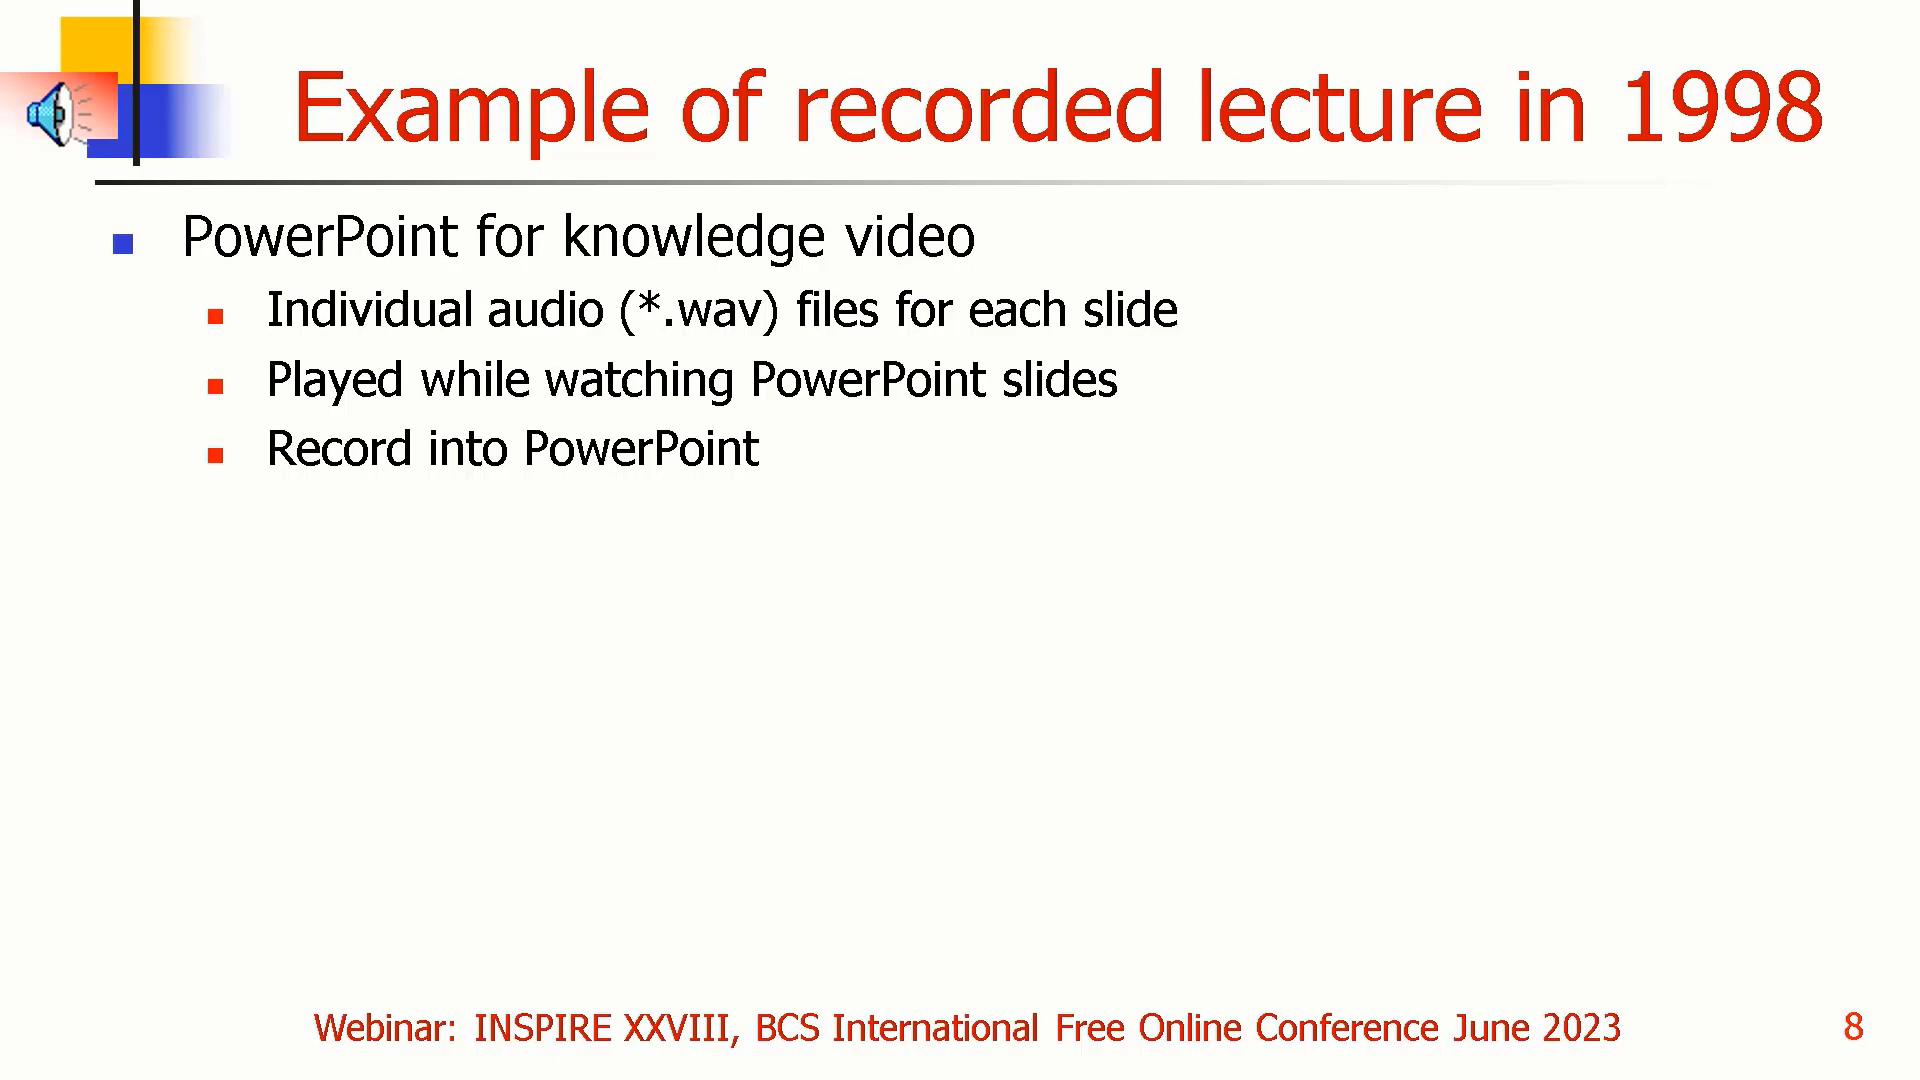 Example of recorded lecture in 1998
PowerPoint for knowledge video
Individual audio (*.wav) files for each slide
Played while watching PowerPoint slides
Record into PowerPoint
Webinar: INSPIRE XXVIII, BCS International Free Online Conference June 2023
8